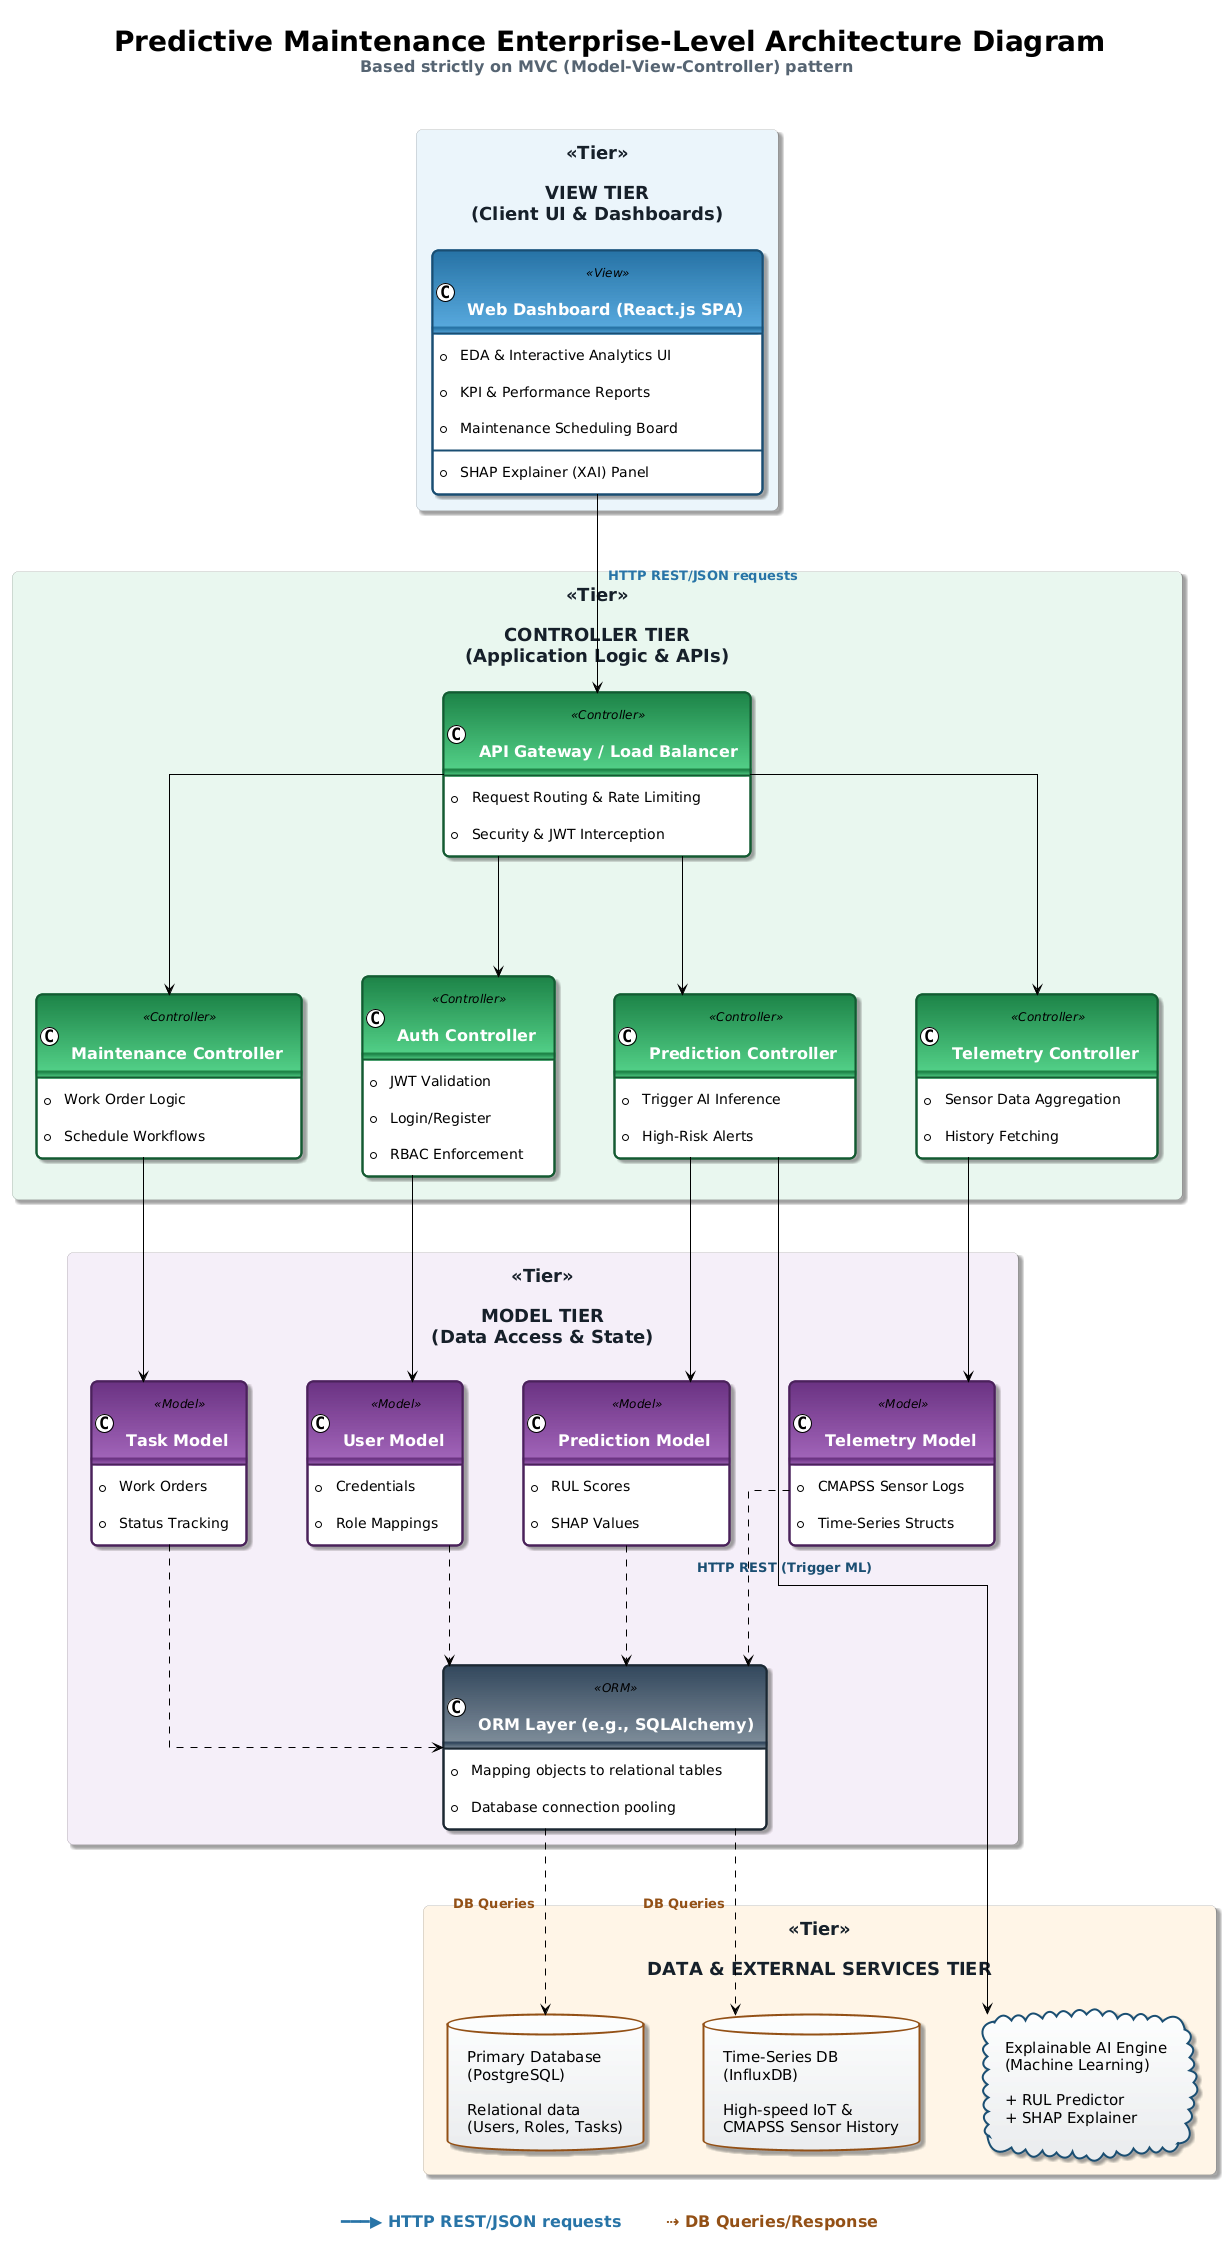 Predictive Maintenance Enterprise-Level Architecture Diagram
Based strictly on MVC (Model-View-Controller) pattern
«Tier»
VIEW TIER
(Client UI & Dashboards)
«View»
C
Web Dashboard (React.js SPA)
EDA & Interactive Analytics UI
KPI & Performance Reports
Maintenance Scheduling Board
SHAP Explainer (XAI) Panel
HTTP REST/JSON requests
«Tier»
CONTROLLER TIER
(Application Logic & APIs)
«Controller»
C
API Gateway / Load Balancer
Request Routing & Rate Limiting
Security & JWT Interception
«Controller»
C
Maintenance Controller
Work Order Logic
Schedule Workflows
«Controller»
C
Auth Controller
JWT Validation
Login/Register
RBAC Enforcement
«Controller»
C
Prediction Controller
Trigger AI Inference
High-Risk Alerts
«Controller»
C
Telemetry Controller
Sensor Data Aggregation
History Fetching
«Tier»
MODEL TIER
(Data Access & State)
«Model»
C
Task Model
Work Orders
Status Tracking
«Model»
C
User Model
Credentials
Role Mappings
«Model»
C
Prediction Model
RUL Scores
SHAP Values
«Model»
C
Telemetry Model
CMAPSS Sensor Logs
Time-Series Structs
HTTP REST (Trigger ML)
«ORM»
C
ORM Layer (e.g., SQLAlchemy)
Mapping objects to relational tables
Database connection pooling
DB Queries
DB Queries
«Tier»
DATA & EXTERNAL SERVICES TIER
Primary Database
(PostgreSQL)
Relational data
(Users, Roles, Tasks)
Time-Series DB
(InfluxDB)
High-speed IoT &
CMAPSS Sensor History
Explainable AI Engine
(Machine Learning)
+ RUL Predictor
+ SHAP Explainer
HTTP REST/JSON requests
⇢ DB Queries/Response